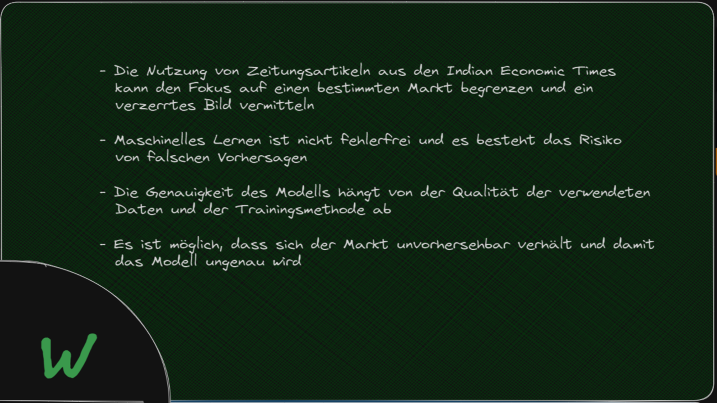 - Die Nutzung von Zeitungsartikeln aus den Indian Economic Times
kann den Fokus auf einen bestimmten Markt begrenzen und ein
verzerrtes Bild vermitteln
- Maschinelles Lernen ist nicht fehlerfrei und es besteht das Risiko
von falschen Vorhersagen
- Die Genauigkeit des Modells hängt von der Qualität der verwendeten
Daten und der Trainingsmethode ab
- Es ist möglich, dass sich der Markt unvorhersehbar verhält und damit
das Modell ungenau wird
W